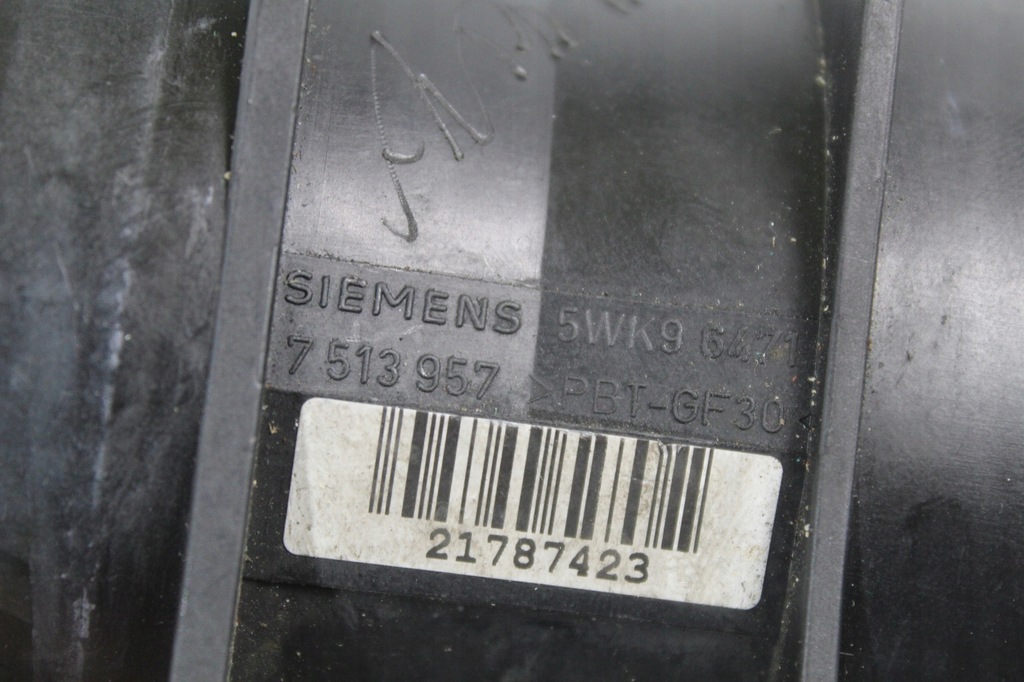 SIEMENS 5WK9 6471
7 513 957 >PBT-GF30<
21787423